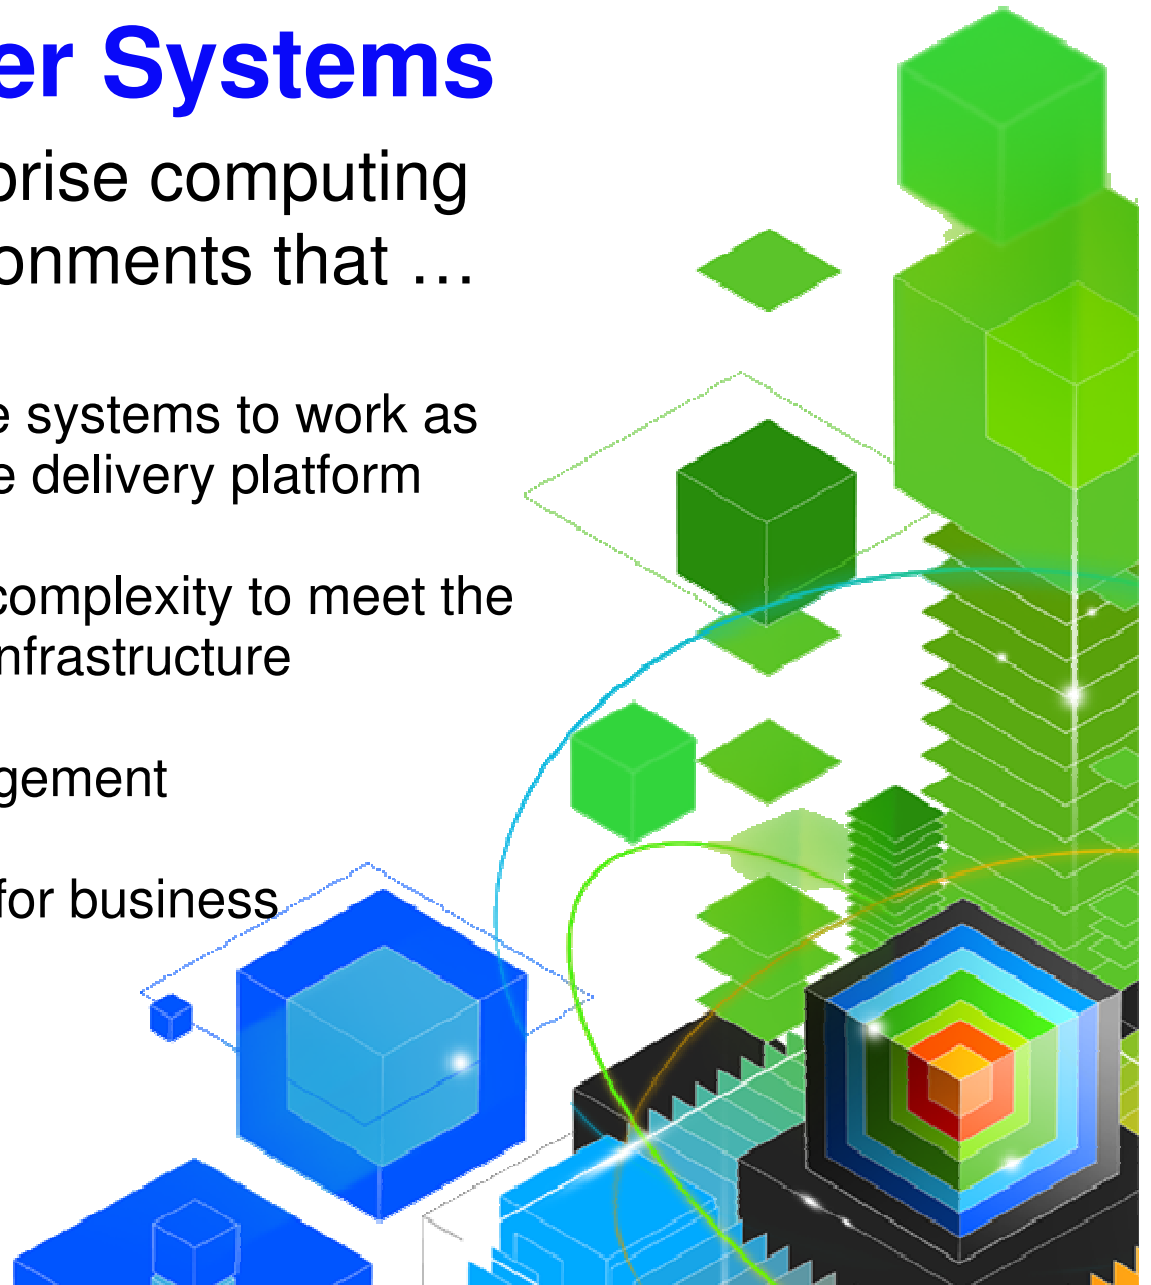 er Systems
prise computing
onments that …
e systems to work as
e delivery platform
complexity to meet the
nfrastructure
gement
for business